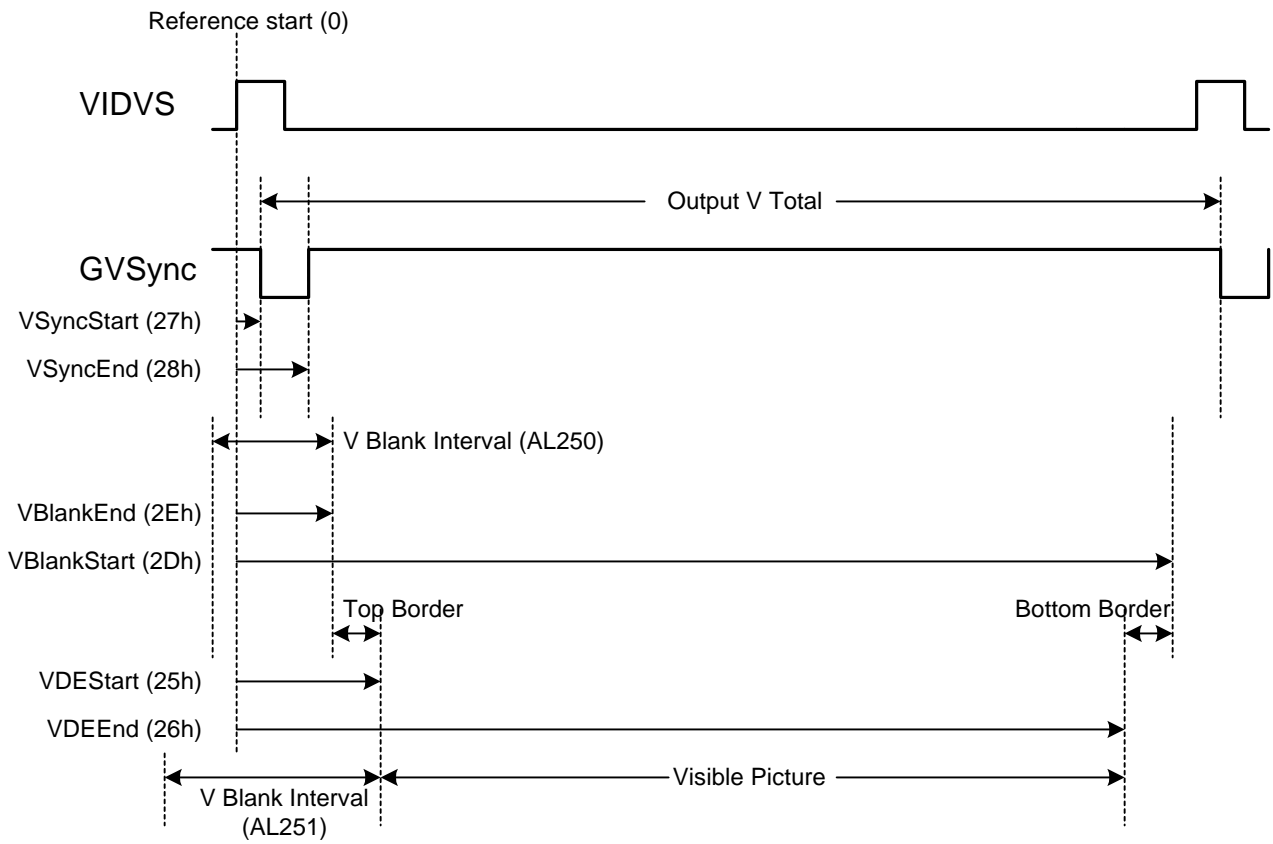 Reference start (0)
VIDVS
Output V Total
GVSync
VSyncStart (27h)
VSyncEnd (28h)
V Blank Interval (AL250)
VBlankEnd (2Eh)
VBlankStart (2Dh)
Top Border
Bottom Border
VDEStart (25h)
VDEEnd (26h)
Visible Picture
V Blank Interval
(AL251)